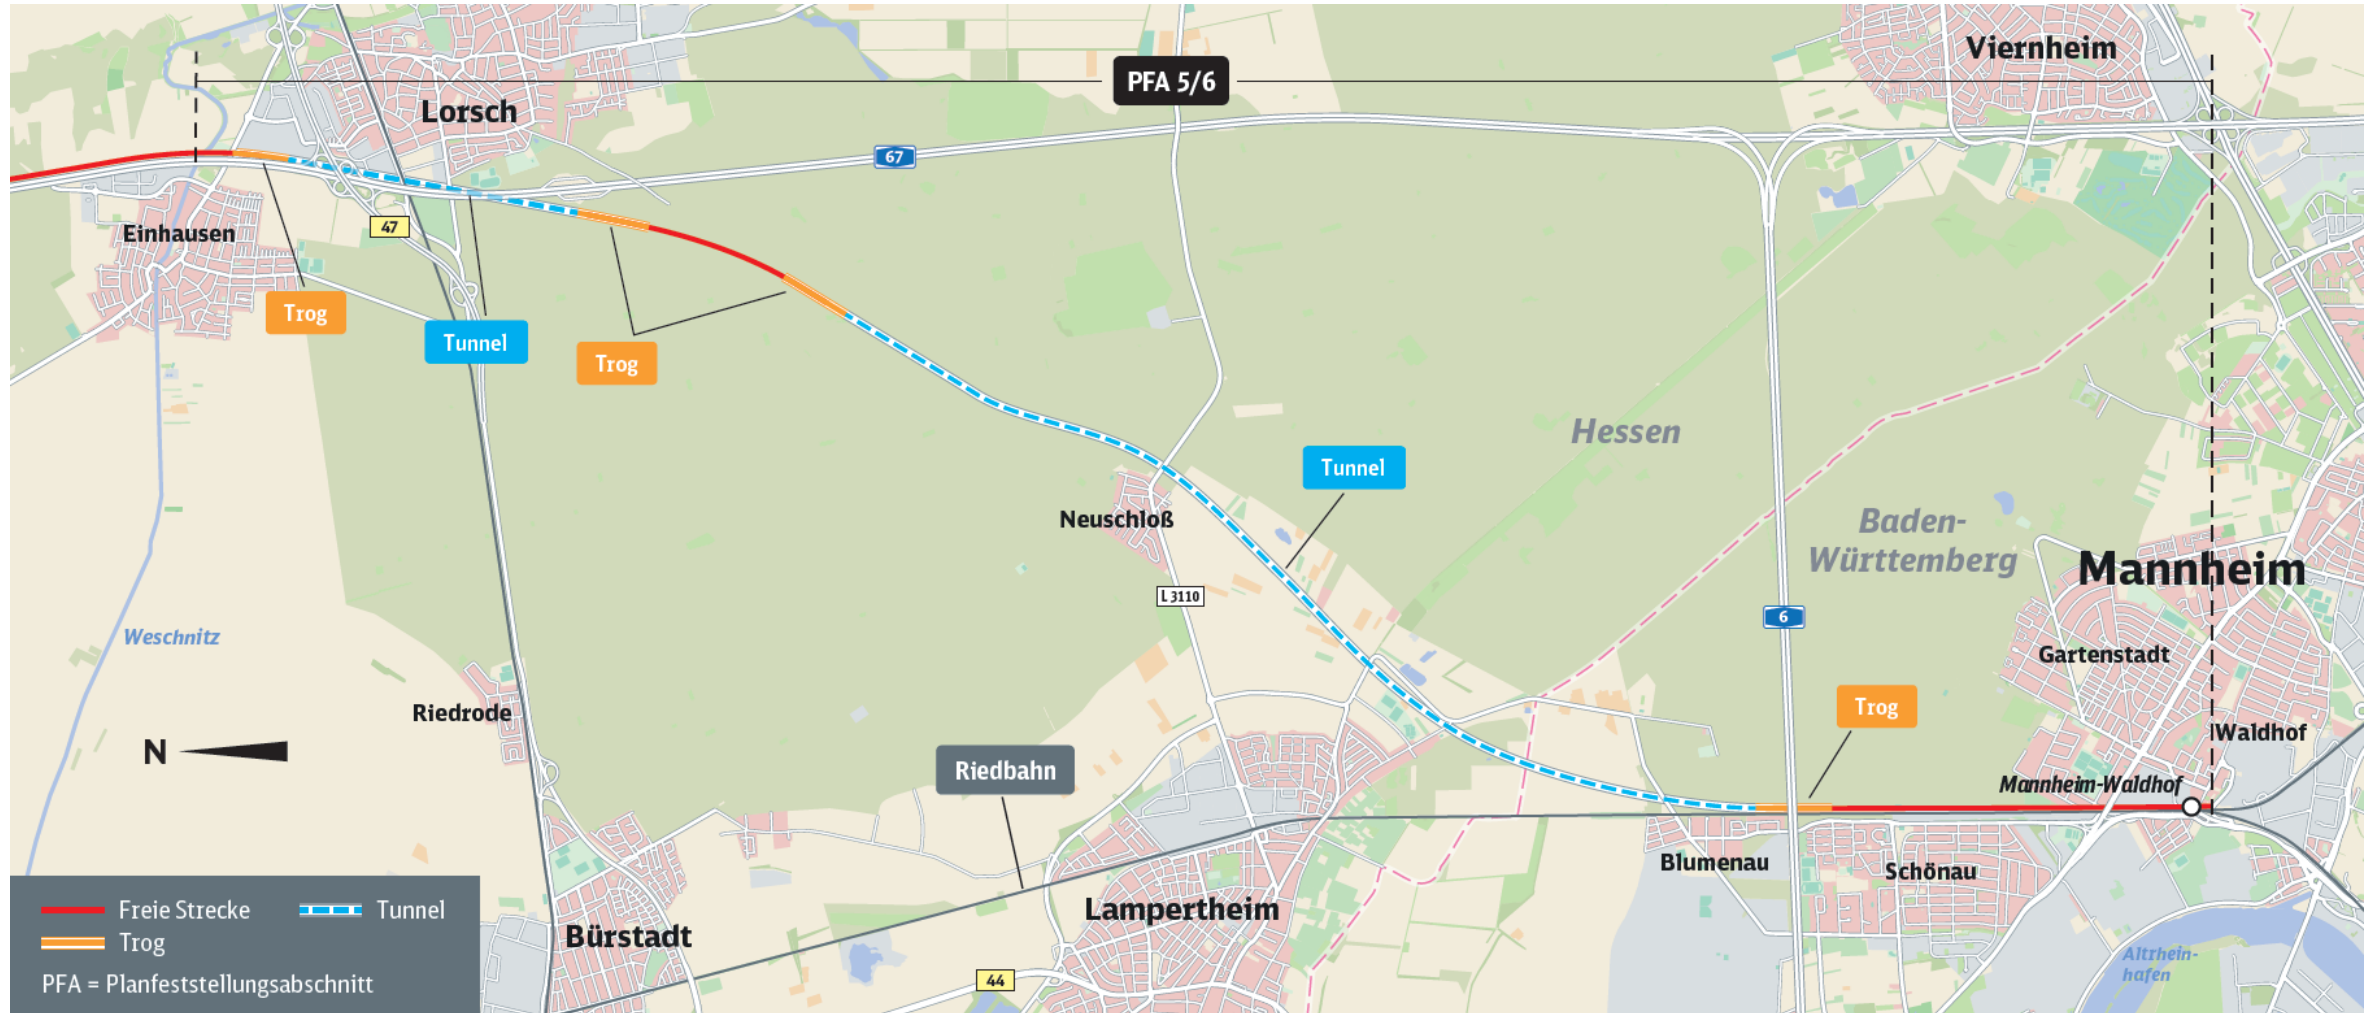 Viernheim
PFA 5/6
Lorsch
67
Einhausen
47
Trog
Tunnel
Trog
Hessen
Tunnel
Neuschloß
Baden-
Württemberg
Mannheim
L 3110
6
Weschnitz
Gartenstadt
Riedrode
Trog
Waldhof
N
Riedbahn
Mannheim-Waldhof
Blumenau
Schönau
Lampertheim
Bürstadt
44
Altrhein-
hafen
Freie Strecke
Tunnel
Trog
PFA = Planfeststellungsabschnitt